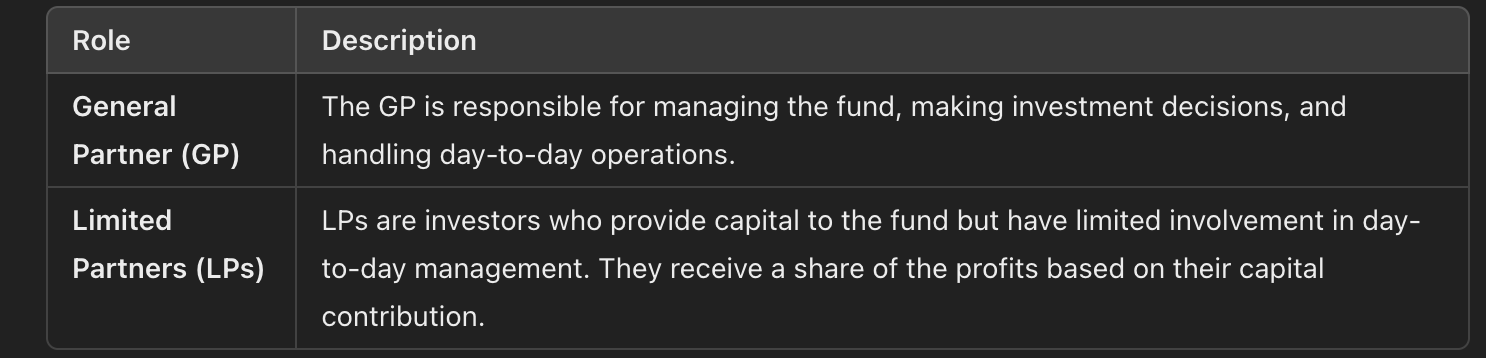 Role Description
General Partner (GP) The GP is responsible for managing the fund, making investment decisions, and
handling day-to-day operations.
Limited Partners (LPs) LPs are investors who provide capital to the fund but have limited involvement in day-
to-day management. They receive a share of the profits based on their capital
contribution.